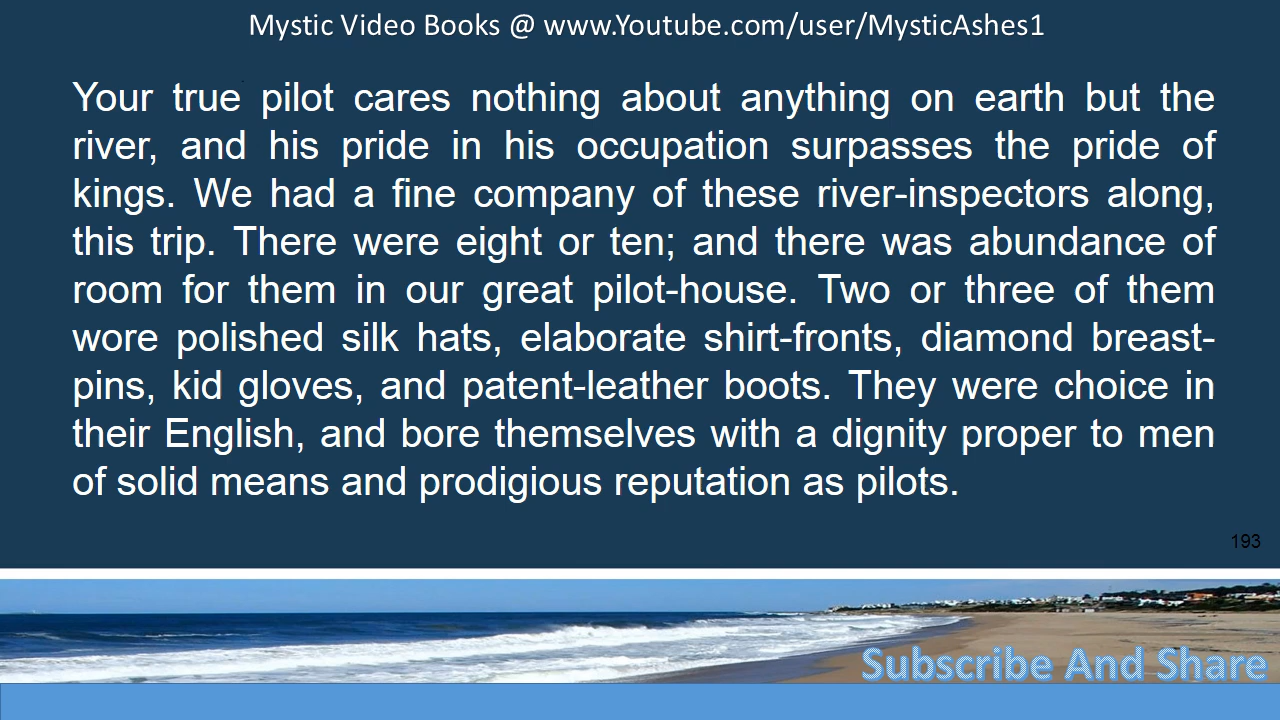 Mystic Video Books @ www.Youtube.com/user/MysticAshes1
Your true pilot cares nothing about anything on earth but the
river, and his pride in his occupation surpasses the pride of
kings. We had a fine company of these river-inspectors along,
this trip. There were eight or ten; and there was abundance of
room for them in our great pilot-house. Two or three of them
wore polished silk hats, elaborate shirt-fronts, diamond breast-
pins, kid gloves, and patent-leather boots. They were choice in
their English, and bore themselves with a dignity proper to men
of solid means and prodigious reputation as pilots.
193
Subscribe And Share